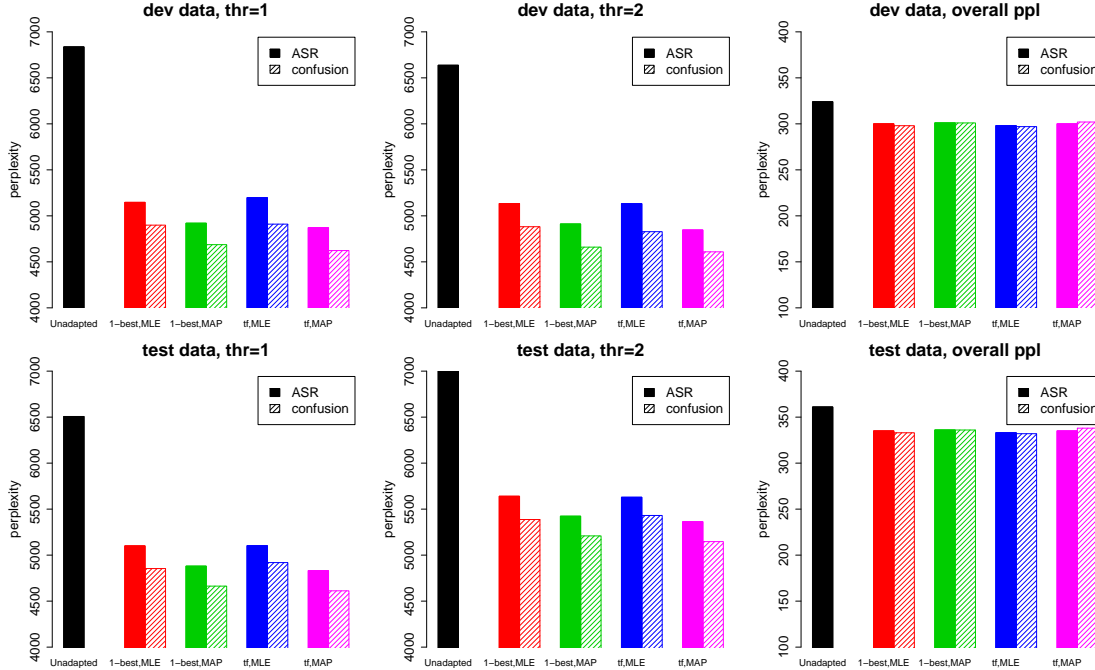 dev data, thr=1
perplexity
4000 4500 5000 5500 6000 6500 7000
ASR
confusion
Unadapted 1−best,MLE 1−best,MAP tf,MLE tf,MAP
dev data, thr=2
perplexity
4000 4500 5000 5500 6000 6500 7000
ASR
confusion
Unadapted 1−best,MLE 1−best,MAP tf,MLE tf,MAP
dev data, overall ppl
perplexity
100 150 200 250 300 350 400
ASR
confusion
Unadapted 1−best,MLE 1−best,MAP tf,MLE tf,MAP
test data, thr=1
perplexity
4000 4500 5000 5500 6000 6500 7000
ASR
confusion
Unadapted 1−best,MLE 1−best,MAP tf,MLE tf,MAP
test data, thr=2
perplexity
4000 4500 5000 5500 6000 6500 7000
ASR
confusion
Unadapted 1−best,MLE 1−best,MAP tf,MLE tf,MAP
test data, overall ppl
perplexity
100 150 200 250 300 350 400
ASR
confusion
Unadapted 1−best,MLE 1−best,MAP tf,MLE tf,MAP